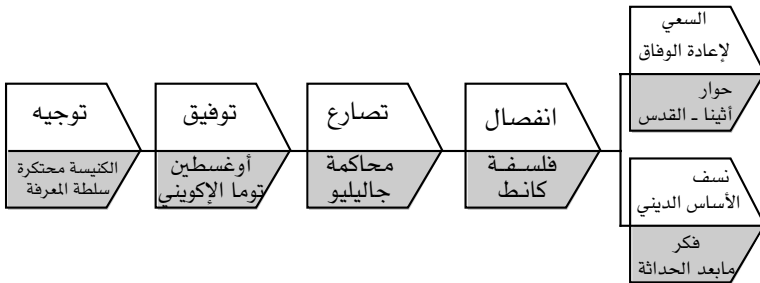 توجيه
الكنيسة محتكرة
سلطة المعرفة
توفيق
أوغسطين
توما الإكويني
تصارع
محاكمة
جاليليو
انفصال
فلسفة
كانط
السعي
لإعادة الوفاق
حوار
أثينا ـ القدس
نسف
الأساس الديني
فكر
مابعد الحداثة